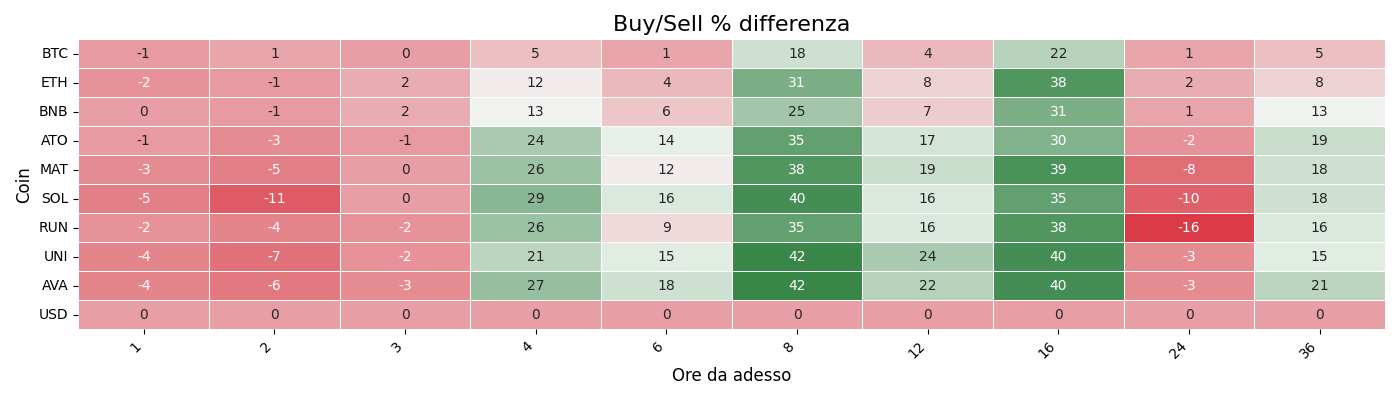 Buy/Sell % differenza
Coin
BTC -1 1 0 5 1 18 4 22 1 5
ETH -2 -1 2 12 4 31 8 38 2 8
BNB 0 -1 2 13 6 25 7 31 1 13
ATO -1 -3 -1 24 14 35 17 30 -2 19
MAT -3 -5 0 26 12 38 19 39 -8 18
SOL -5 -11 0 29 16 40 16 35 -10 18
RUN -2 -4 -2 26 9 35 16 38 -16 16
UNI -4 -7 -2 21 15 42 24 40 -3 15
AVA -4 -6 -3 27 18 42 22 40 -3 21
USD 0 0 0 0 0 0 0 0 0 0
1 2 3 4 6 8 12 16 24 36
Ore da adesso